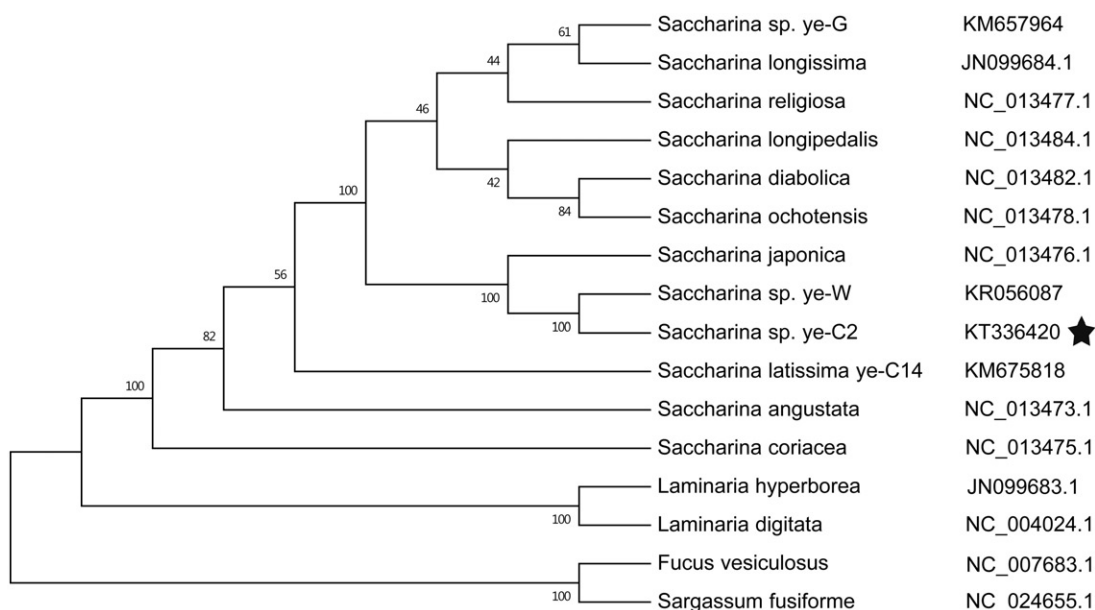 Saccharina sp. ye-G KM657964
61
Saccharina longissima JN099684.1
44
Saccharina religiosa NC_013477.1
46
Saccharina longipedalis NC_013484.1
42
Saccharina diabolica NC_013482.1
84
Saccharina ochotensis NC_013478.1
100
Saccharina japonica NC_013476.1
100
Saccharina sp. ye-W KR056087
100
Saccharina sp. ye-C2 KT336420
56
Saccharina latissima ye-C14 KM675818
82
Saccharina angustata NC_013473.1
100
Saccharina coriacea NC_013475.1
Laminaria hyperborea JN099683.1
100
Laminaria digitata NC_004024.1
Fucus vesiculosus NC_007683.1
100
Sargassum fusiforme NC_024655.1